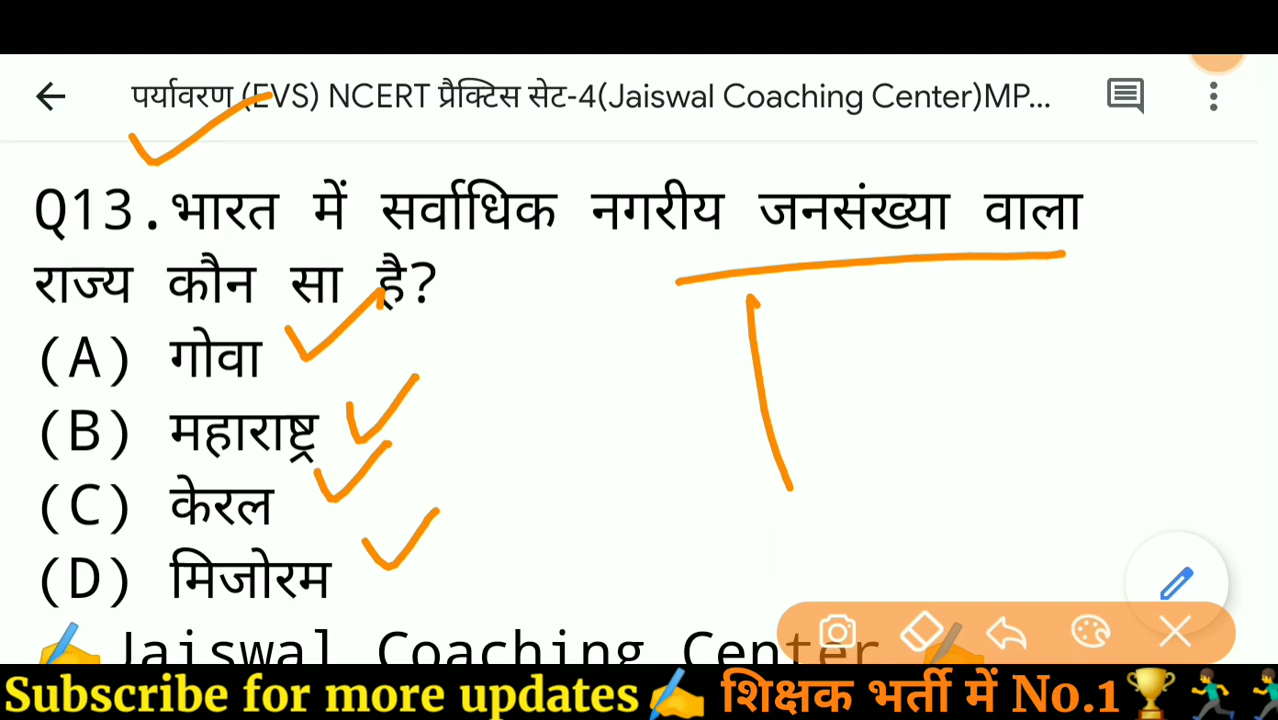 पर्यावरण (EVS) NCERT प्रैक्टिस सेट-4(Jaiswal Coaching Center)MP...
Q13.भारत में सर्वाधिक नगरीय जनसंख्या वाला
राज्य कौन सा है?
(A) गोवा
(B) महाराष्ट्र
(C) केरल
(D) मिजोरम
✍️ Jaiswal Coaching Center ✍️
Subscribe for more updates✍️ शिक्षक भर्ती में No.1🏆🏃🏃